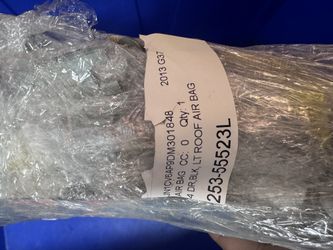 2013 G37
JN1CV6AP9DM301848
AIR BAG CC: 0 Qty: 1
4 DR,BLK, LT ROOF AIR BAG
253-55523L